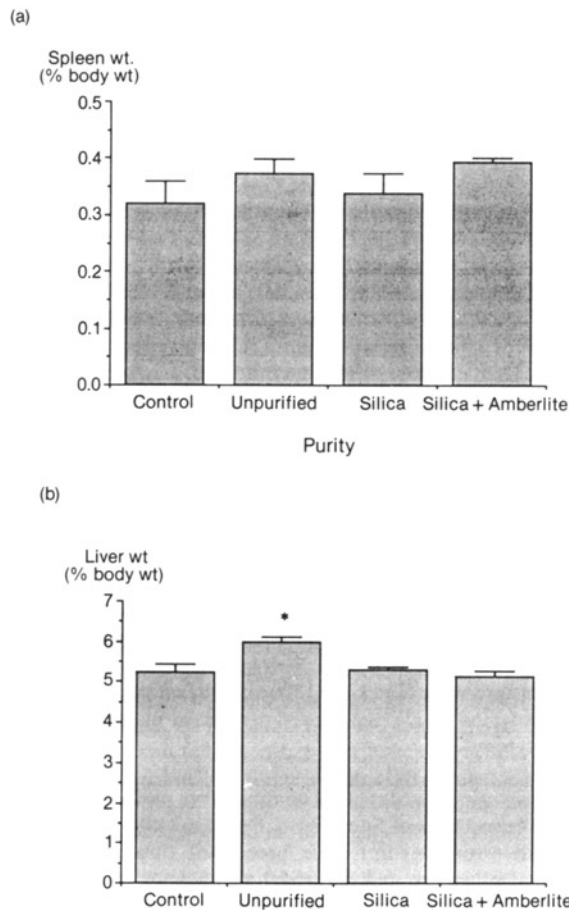 (a)
Spleen wt.
(% body wt)
0.5
0.4
0.3
0.2
0.1
0.0
Control Unpurified Silica Silica + Amberlite
Purity
(b)
Liver wt
(% body wt)
*
7
6
5
4
3
2
1
0
Control Unpurified Silica Silica + Amberlite